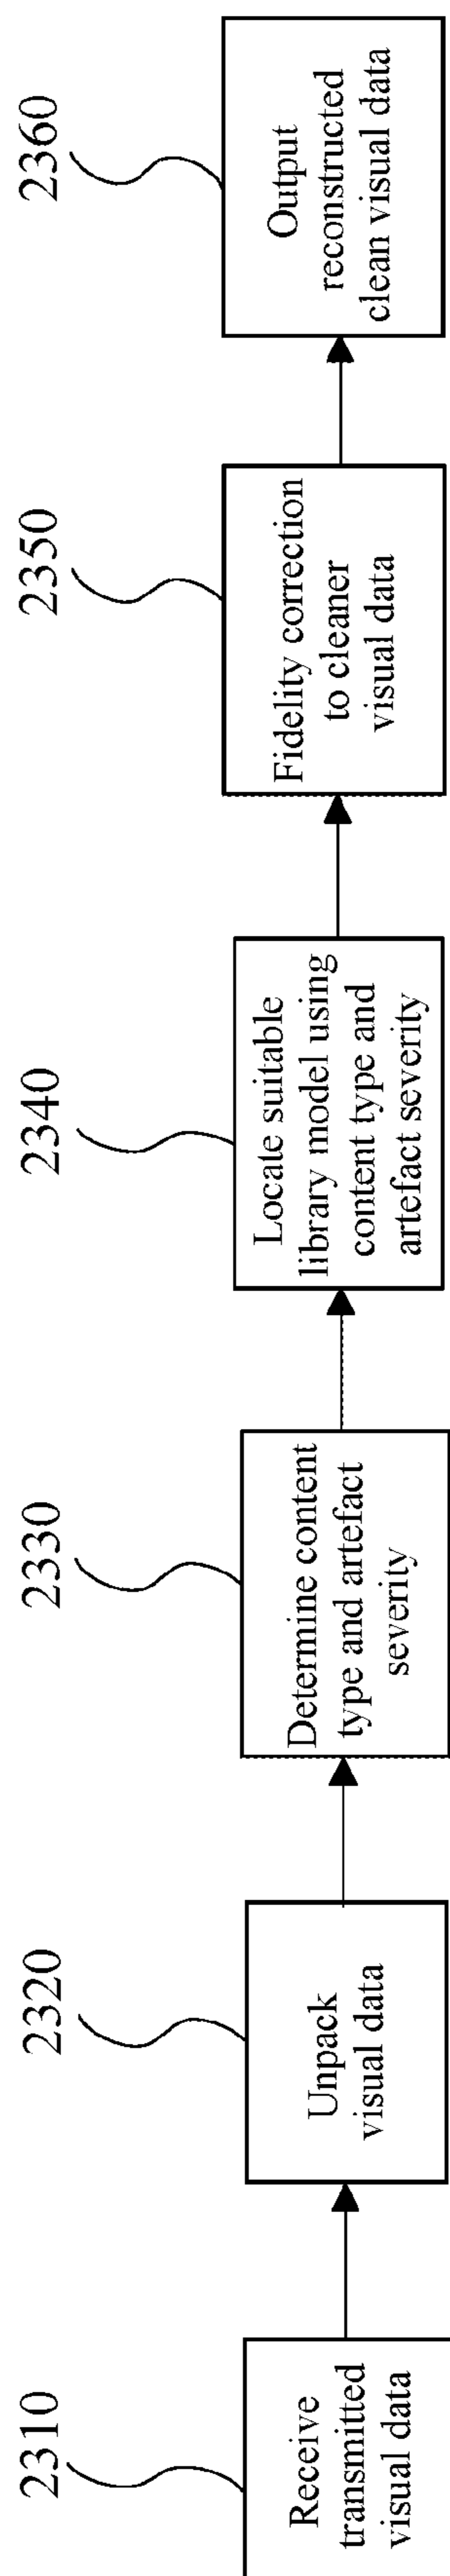 2310
Receive
transmitted
visual data
2320
Unpack
visual data
2330
Determine content
type and artefact
severity
2340
Locate suitable
library model using
content type and
artefact severity
2350
Fidelity correction
to cleaner
visual data
2360
Output
reconstructed
clean visual data